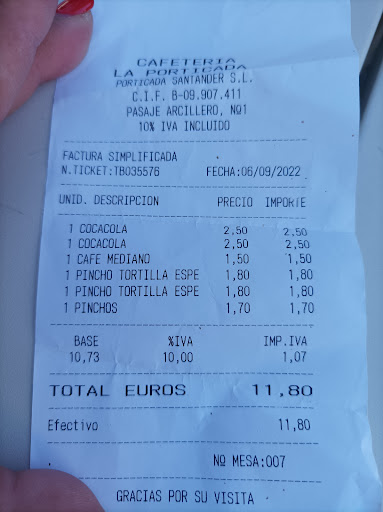 CAFETERIA
LA PORTICADA
PORTICADA SANTANDER S.L.
C.I.F. B-09.907.411
PASAJE ARCILLERO, Nº1
10% IVA INCLUIDO
FACTURA SIMPLIFICADA
N.TICKET:TB035576 FECHA:06/09/2022
UNID. DESCRIPCION PRECIO IMPORTE
1 COCACOLA 2,50 2,50
1 COCACOLA 2,50 2,50
1 CAFE MEDIANO 1,50 1,50
1 PINCHO TORTILLA ESPE 1,80 1,80
1 PINCHO TORTILLA ESPE 1,80 1,80
1 PINCHOS 1,70 1,70
BASE %IVA IMP.IVA
10,73 10,00 1,07
TOTAL EUROS 11,80
Efectivo 11,80
Nº MESA:007
GRACIAS POR SU VISITA